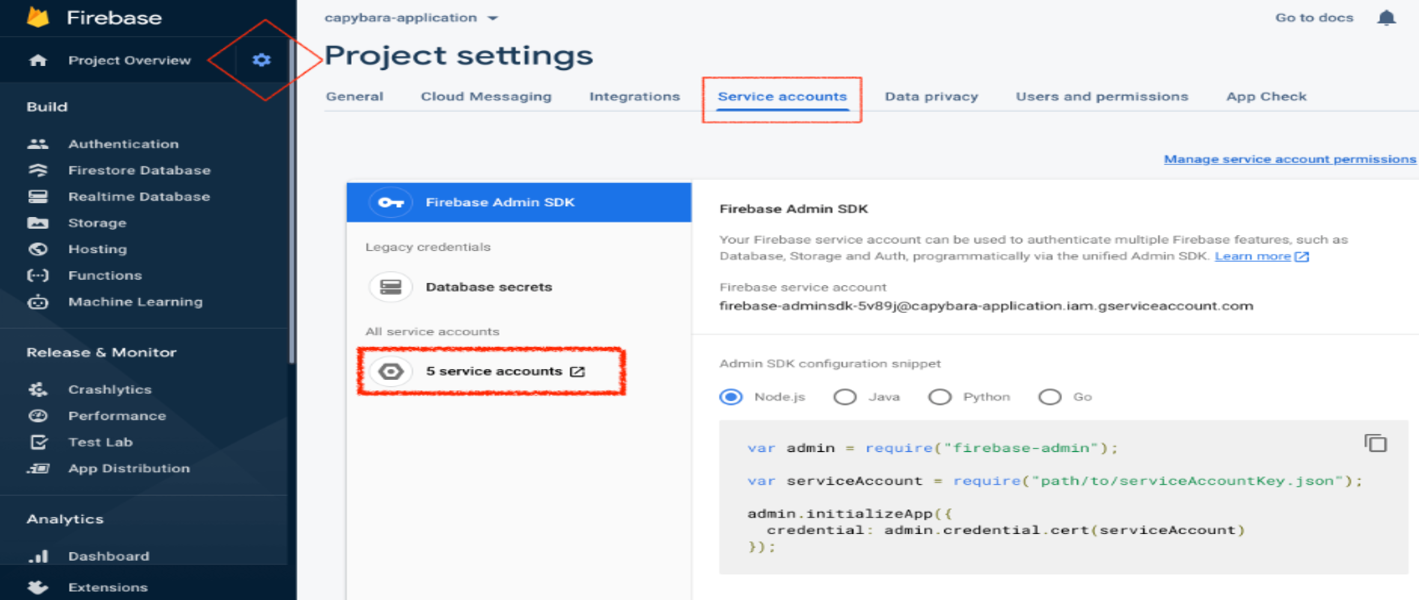 Firebase
Project Overview
Build
Authentication
Firestore Database
Realtime Database
Storage
Hosting
Functions
Machine Learning
Release & Monitor
Crashlytics
Performance
Test Lab
App Distribution
Analytics
Dashboard
Extensions
capybara-application
Go to docs
Project settings
General Cloud Messaging Integrations Service accounts Data privacy Users and permissions App Check
Manage service account permissions
Firebase Admin SDK
Legacy credentials
Database secrets
All service accounts
5 service accounts
Firebase Admin SDK
Your Firebase service account can be used to authenticate multiple Firebase features, such as
Database, Storage and Auth, programmatically via the unified Admin SDK. Learn more
Firebase service account
firebase-adminsdk-5v89j@capybara-application.iam.gserviceaccount.com
Admin SDK configuration snippet
Node.js Java Python Go
var admin = require("firebase-admin");
var serviceAccount = require("path/to/serviceAccountKey.json");
admin.initializeApp({
  credential: admin.credential.cert(serviceAccount)
});